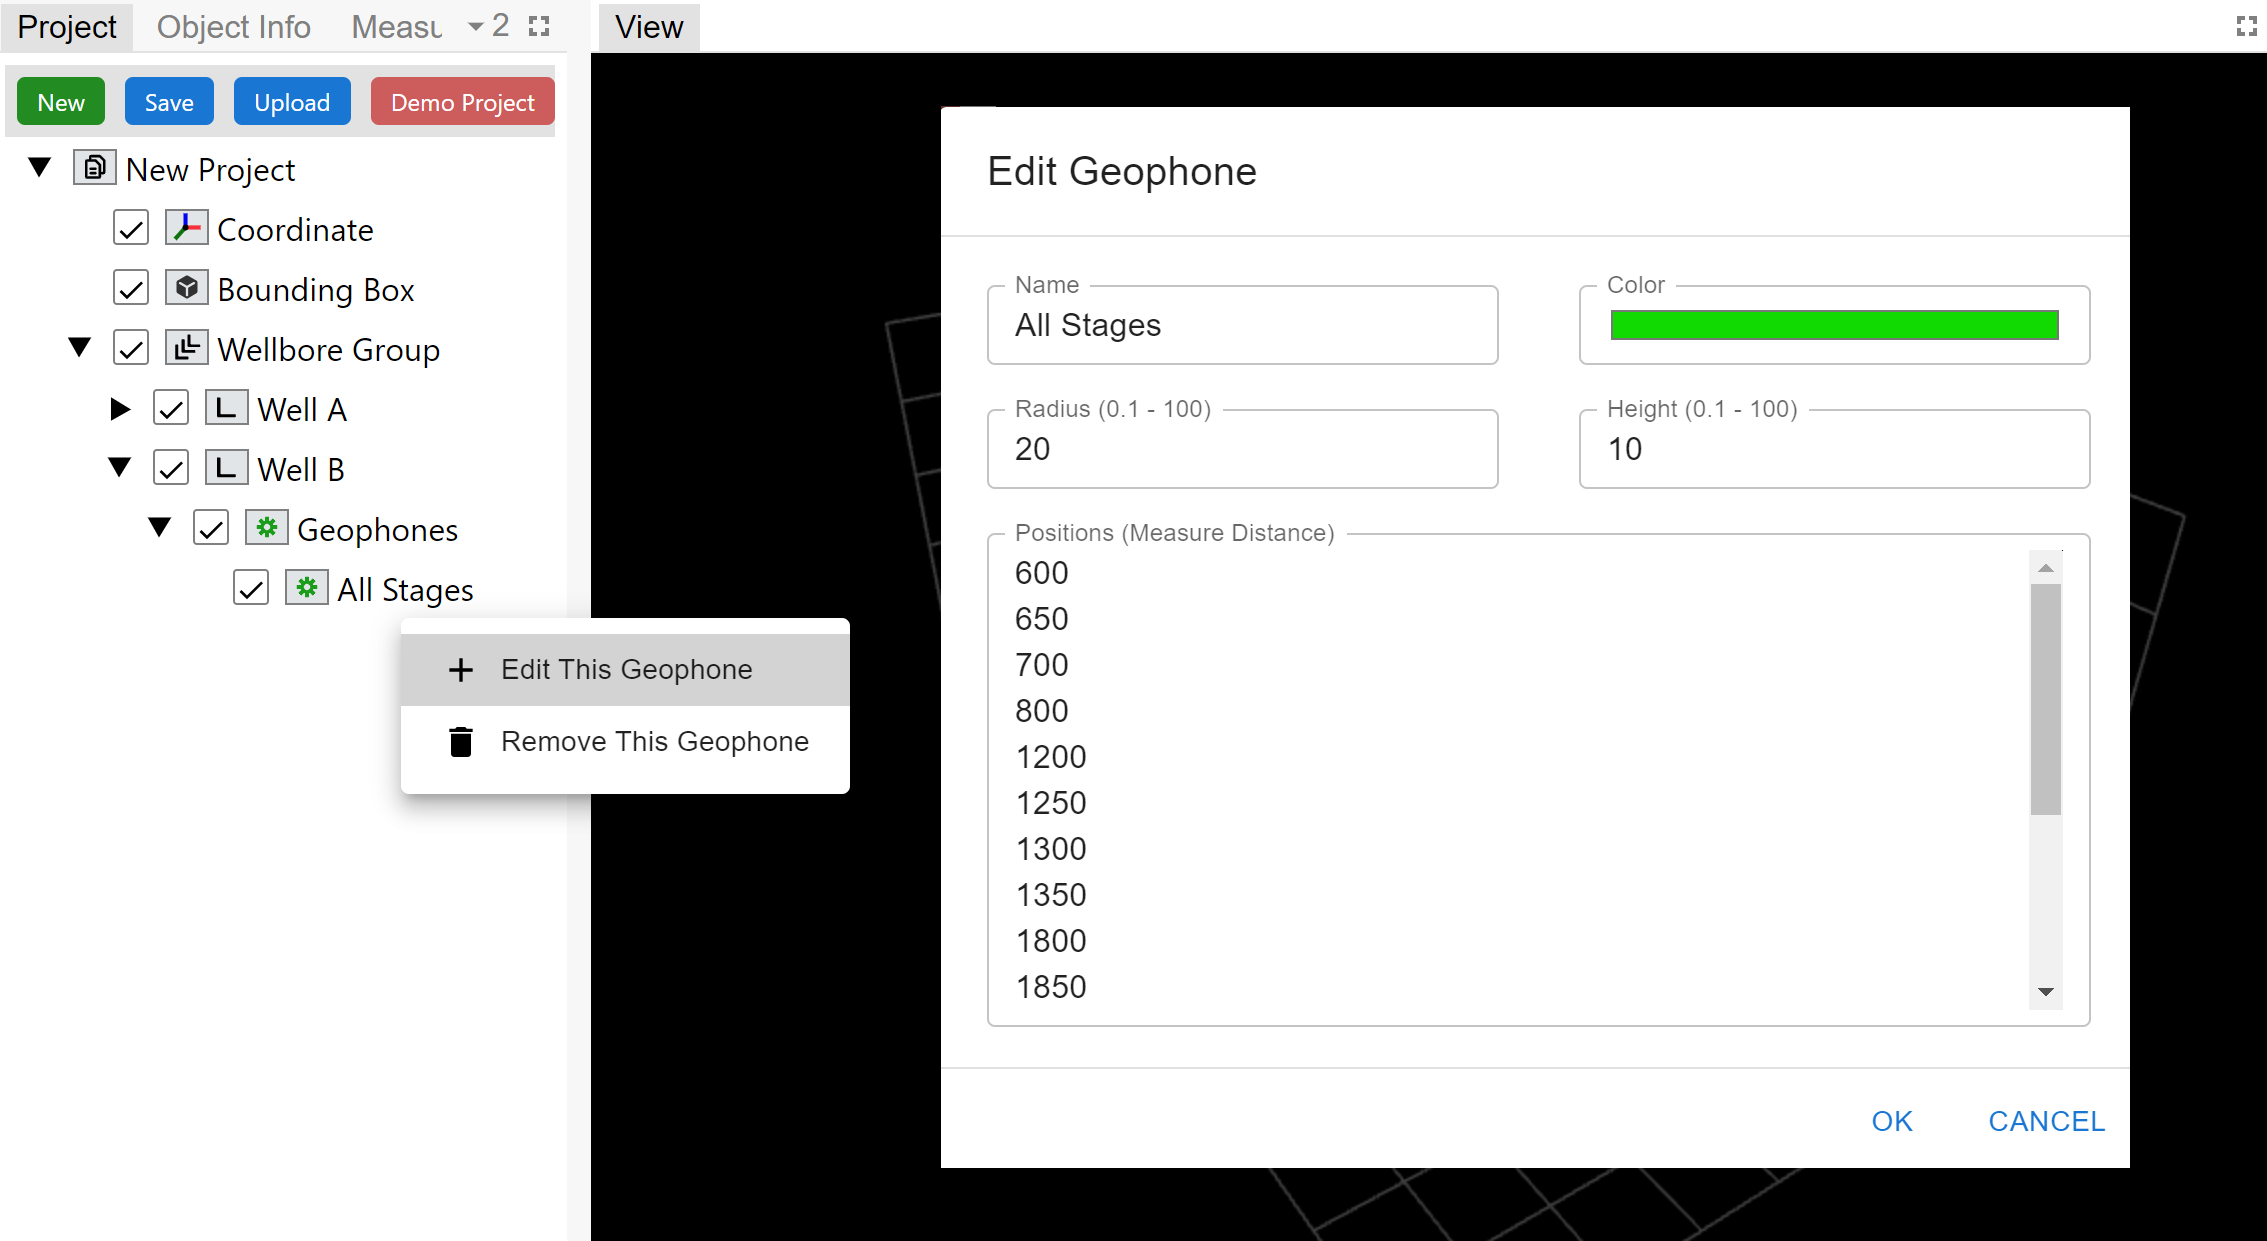 Project
Object Info
Measu
2
View
New
Save
Upload
Demo Project
New Project
Coordinate
Bounding Box
Wellbore Group
Well A
Well B
Geophones
All Stages
Edit This Geophone
Remove This Geophone
Edit Geophone
Name
All Stages
Color
Radius (0.1 - 100)
20
Height (0.1 - 100)
10
Positions (Measure Distance)
600
650
700
800
1200
1250
1300
1350
1800
1850
OK
CANCEL